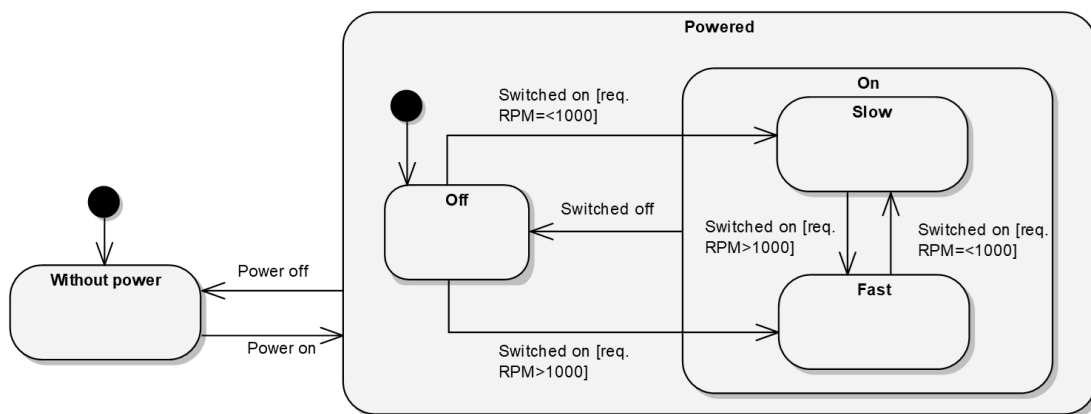 Powered
On
Switched on [req.
RPM=<1000]
Slow
Off
Switched off
Switched on [req.
RPM>1000]
Switched on [req.
RPM=<1000]
Without power
Power off
Fast
Power on
Switched on [req.
RPM>1000]